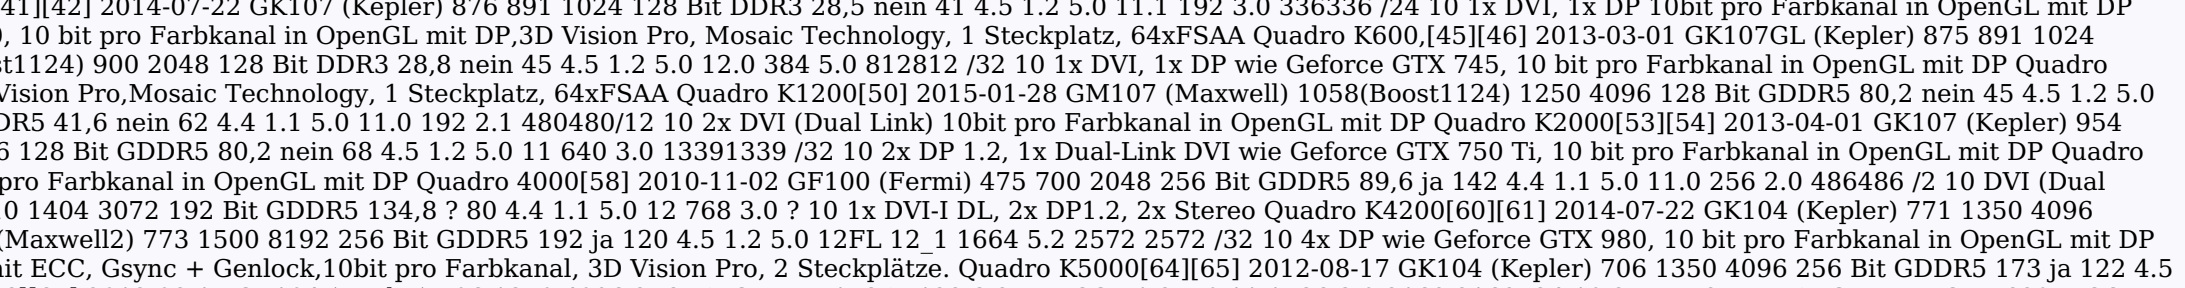 41][42] 2014-07-22 GK107 (Kepler) 876 891 1024 128 Bit DDR3 28,5 nein 41 4.5 1.2 5.0 11.1 192 3.0 336336 /24 10 1x DVI, 1x DP 10bit pro Farbkanal in OpenGL mit DP
, 10 bit pro Farbkanal in OpenGL mit DP,3D Vision Pro, Mosaic Technology, 1 Steckplatz, 64xFSAA Quadro K600,[45][46] 2013-03-01 GK107GL (Kepler) 875 891 1024
st1124) 900 2048 128 Bit DDR3 28,8 nein 45 4.5 1.2 5.0 12.0 384 5.0 812812 /32 10 1x DVI, 1x DP wie Geforce GTX 745, 10 bit pro Farbkanal in OpenGL mit DP Quadro
Vision Pro,Mosaic Technology, 1 Steckplatz, 64xFSAA Quadro K1200[50] 2015-01-28 GM107 (Maxwell) 1058(Boost1124) 1250 4096 128 Bit GDDR5 80,2 nein 45 4.5 1.2 5.0
DR5 41,6 nein 62 4.4 1.1 5.0 11.0 192 2.1 480480/12 10 2x DVI (Dual Link) 10bit pro Farbkanal in OpenGL mit DP Quadro K2000[53][54] 2013-04-01 GK107 (Kepler) 954
6 128 Bit GDDR5 80,2 nein 68 4.5 1.2 5.0 11 640 3.0 13391339 /32 10 2x DP 1.2, 1x Dual-Link DVI wie Geforce GTX 750 Ti, 10 bit pro Farbkanal in OpenGL mit DP Quadro
pro Farbkanal in OpenGL mit DP Quadro 4000[58] 2010-11-02 GF100 (Fermi) 475 700 2048 256 Bit GDDR5 89,6 ja 142 4.4 1.1 5.0 11.0 256 2.0 486486 /2 10 DVI (Dual
0 1404 3072 192 Bit GDDR5 134,8 ? 80 4.4 1.1 5.0 12 768 3.0 ? 10 1x DVI-I DL, 2x DP1.2, 2x Stereo Quadro K4200[60][61] 2014-07-22 GK104 (Kepler) 771 1350 4096
(Maxwell2) 773 1500 8192 256 Bit GDDR5 192 ja 120 4.5 1.2 5.0 12FL 12_1 1664 5.2 2572 2572 /32 10 4x DP wie Geforce GTX 980, 10 bit pro Farbkanal in OpenGL mit DP
it ECC, Gsync + Genlock,10bit pro Farbkanal, 3D Vision Pro, 2 Steckplätze. Quadro K5000[64][65] 2012-08-17 GK104 (Kepler) 706 1350 4096 256 Bit GDDR5 173 ja 122 4.5